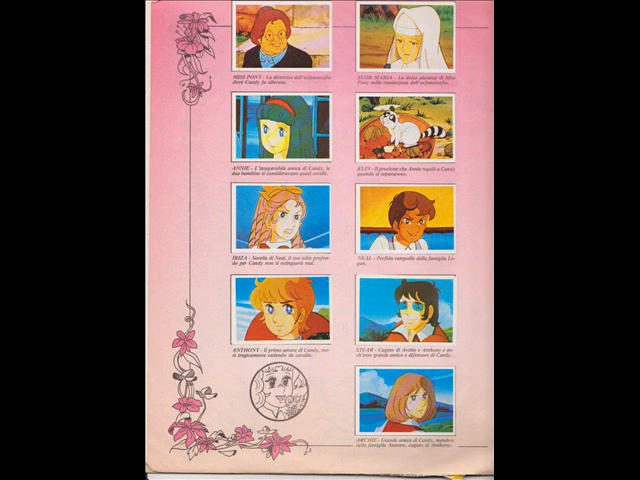 MISS PONY - La direttrice dell'orfanotrofio
dove Candy fu allevata.
SUOR MARIA - La dolce aiutante di Miss
Pony nella conduzione dell'orfanotrofio.
ANNIE - L'inseparabile amica di Candy, le
due bambine si consideravano quasi sorelle.
KLIN - Il procione che Annie regalò a Candy
quando si separarono.
IRIZA - Sorella di Neal, il suo odio profon-
do per Candy non si estinguerà mai.
NEAL - Perfido rampollo della famiglia Le-
gan.
ANTHONY - Il primo amore di Candy, mo-
rì tragicamente cadendo da cavallo.
STEAR - Cugino di Archie e Anthony e an-
ch'esso grande amico e difensore di Candy.
ARCHIE - Grande amico di Candy, membro
della famiglia Andrew, cugino di Anthony.